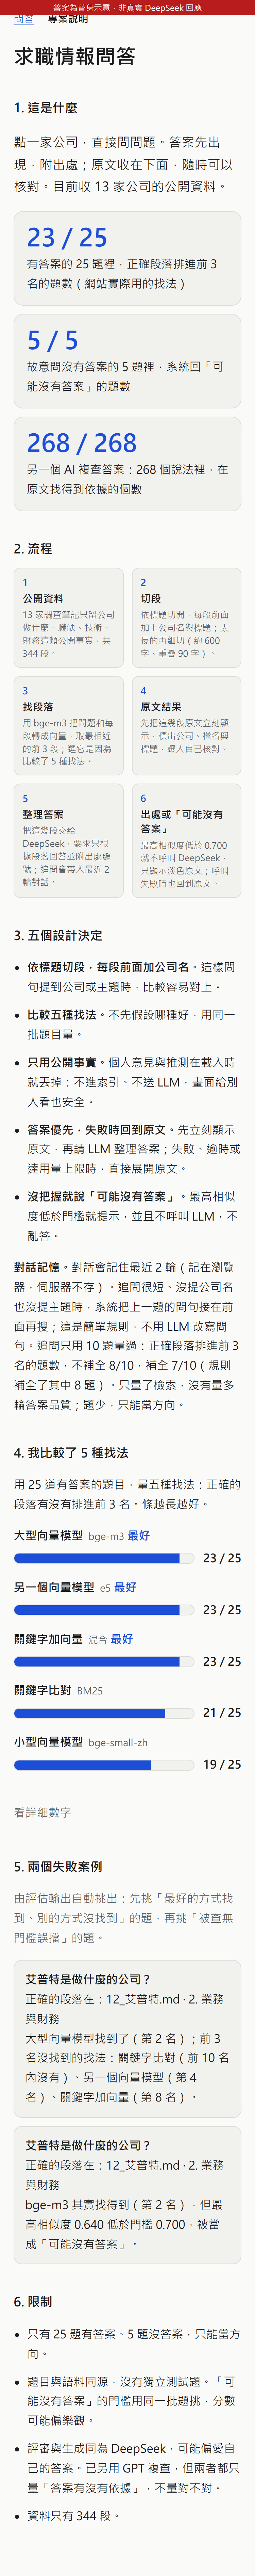 答案為替身示意，非真實 DeepSeek 回應
問答 專案說明
求職情報問答
1. 這是什麼
點一家公司，直接問問題。答案先出
現，附出處；原文收在下面，隨時可以
核對。目前收 13 家公司的公開資料。
23 / 25
有答案的 25 題裡，正確段落排進前 3
名的題數（網站實際用的找法）
5 / 5
故意問沒有答案的 5 題裡，系統回「可
能沒有答案」的題數
268 / 268
另一個 AI 複查答案：268 個說法裡，在
原文找得到依據的個數
2. 流程
1
公開資料
13 家調查筆記只留公司
做什麼，職缺、技術、
財務這類公開事實，共
344 段。
2
切段
依標題切開，每段前面
加上公司名與標題；太
長的再細切（約 600
字，重疊 90 字）。
3
找段落
用 bge-m3 把問題和每
段轉成向量，取最相近
的前 3 段；選它是因為
比較了 5 種找法。
4
原文結果
先把這幾段原文立刻顯
示，標出公司、檔名與
標題，讓人自己核對。
5
整理答案
把這幾段交給
DeepSeek，要求只根
據段落回答並附出處編
號；追問會帶入最近 2
輪對話。
6
出處或「可能沒有
答案」
最高相似度低於 0.700
就不呼叫 DeepSeek，
只顯示淡色原文；呼叫
失敗時也回到原文。
3. 五個設計決定
• 依標題切段，每段前面加公司名。這樣問
句提到公司或主題時，比較容易對上。
• 比較五種找法。不先假設哪種好，用同一
批題目量。
• 只用公開事實。個人意見與推測在載入時
就丟掉：不進索引、不送 LLM，畫面給別
人看也安全。
• 答案優先，失敗時回到原文。先立刻顯示
原文，再請 LLM 整理答案；失敗、逾時或
達用量上限時，直接展開原文。
• 沒把握就說「可能沒有答案」。最高相似
度低於門檻就提示，並且不呼叫 LLM，不
亂答。
對話記憶。對話會記住最近 2 輪（記在瀏覽
器，伺服器不存）。追問很短、沒提公司名
也沒提主題時，系統把上一題的問句接在前
面再搜；這是簡單規則，不用 LLM 改寫問
句。追問只用 10 題量過：正確段落排進前 3
名的題數，不補全 8/10，補全 7/10（規則
補全了其中 8 題）。只量了檢索，沒有量多
輪答案品質；題少，只能當方向。
4. 我比較了 5 種找法
用 25 道有答案的題目，量五種找法：正確的
段落有沒有排進前 3 名。條越長越好。
大型向量模型 bge-m3 最好
23 / 25
另一個向量模型 e5 最好
23 / 25
關鍵字加向量 混合 最好
23 / 25
關鍵字比對 BM25
21 / 25
小型向量模型 bge-small-zh
19 / 25
看詳細數字
5. 兩個失敗案例
由評估輸出自動挑出：先挑「最好的方式找
到、別的方式沒找到」的題，再挑「被查無
門檻誤擋」的題。
艾普特是做什麼的公司？
正確的段落在：12_艾普特.md · 2. 業務
與財務
大型向量模型找到了（第 2 名）；前 3
名沒找到的找法：關鍵字比對（前 10 名
內沒有）、另一個向量模型（第 4
名）、關鍵字加向量（第 8 名）。
艾普特是做什麼的公司？
正確的段落在：12_艾普特.md · 2. 業務
與財務
bge-m3 其實找得到（第 2 名），但最
高相似度 0.640 低於門檻 0.700，被當
成「可能沒有答案」。
6. 限制
• 只有 25 題有答案、5 題沒答案，只能當方
向。
• 題目與語料同源，沒有獨立測試題。「可
能沒有答案」的門檻用同一批題挑，分數
可能偏樂觀。
• 評審與生成同為 DeepSeek，可能偏愛自
己的答案。已另用 GPT 複查，但兩者都只
量「答案有沒有依據」，不量對不對。
• 資料只有 344 段。